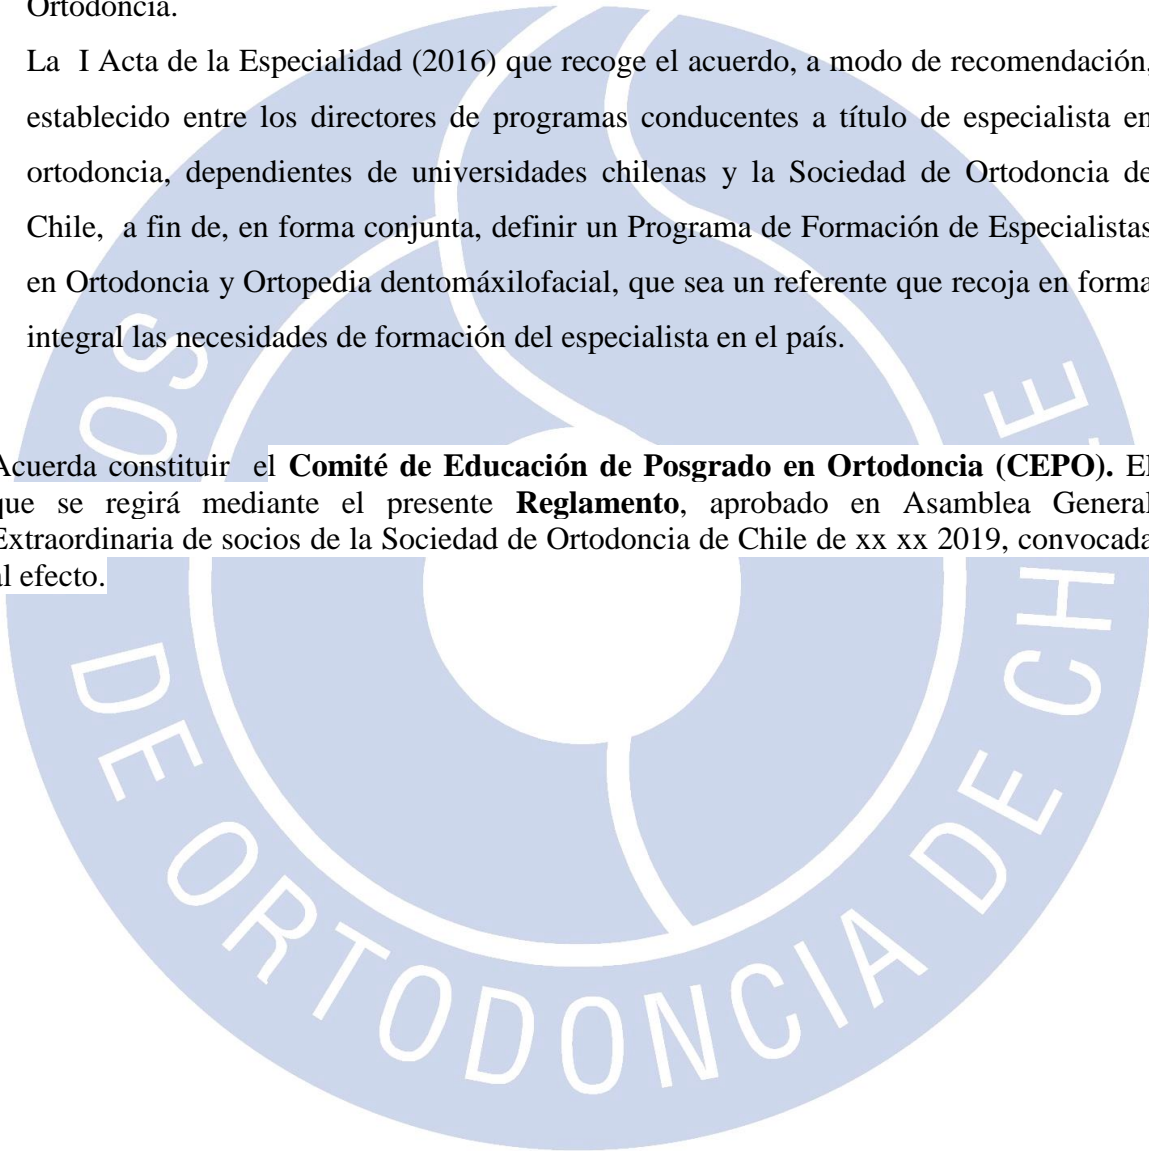 Ortodoncia.
La I Acta de la Especialidad (2016) que recoge el acuerdo, a modo de recomendación,
establecido entre los directores de programas conducentes a título de especialista en
ortodoncia, dependientes de universidades chilenas y la Sociedad de Ortodoncia de
Chile, a fin de, en forma conjunta, definir un Programa de Formación de Especialistas
en Ortodoncia y Ortopedia dentomáxilofacial, que sea un referente que recoja en forma
integral las necesidades de formación del especialista en el país.
Acuerda constituir el Comité de Educación de Posgrado en Ortodoncia (CEPO). El
que se regirá mediante el presente Reglamento, aprobado en Asamblea General
Extraordinaria de socios de la Sociedad de Ortodoncia de Chile de xx xx 2019, convocada
al efecto.
SO
DE ORTODONCIA DE CH E